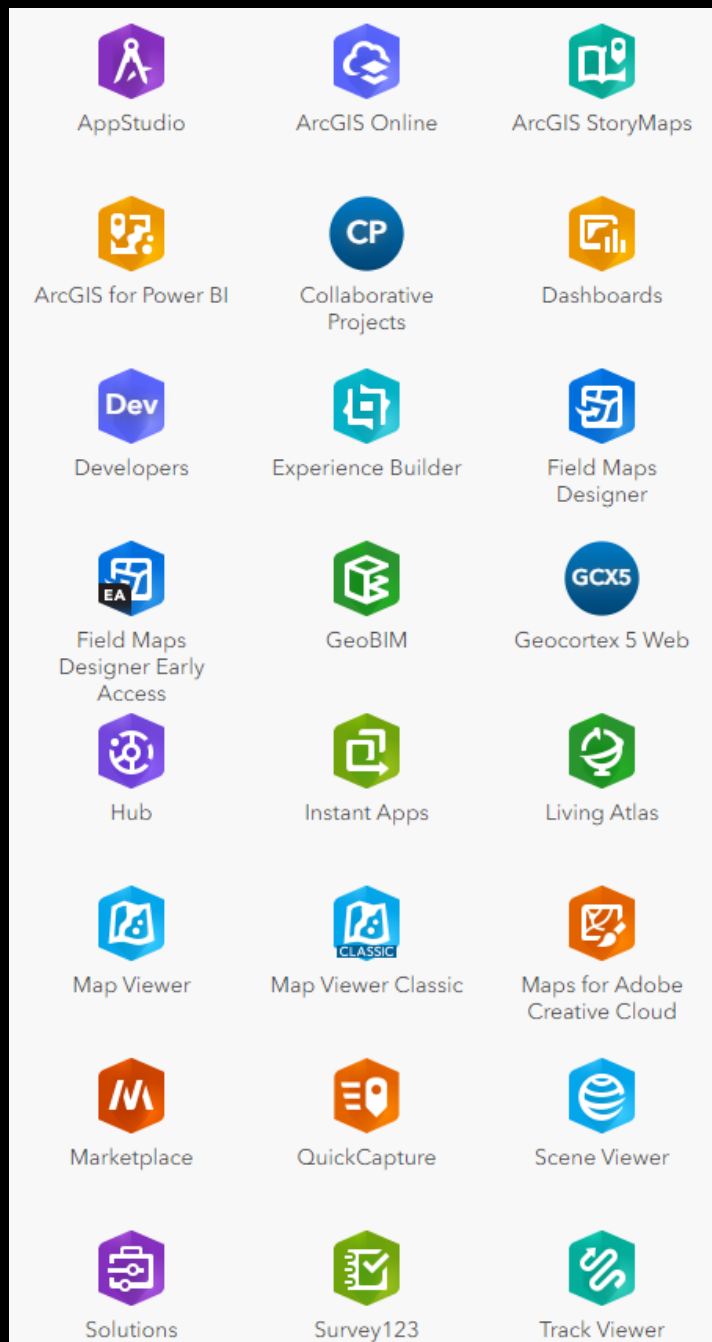 AppStudio
ArcGIS Online
ArcGIS StoryMaps
ArcGIS for Power BI
CP
Collaborative
Projects
Dashboards
Dev
Developers
Experience Builder
Field Maps
Designer
EA
Field Maps
Designer Early
Access
GeoBIM
GCX5
Geocortex 5 Web
Hub
Instant Apps
Living Atlas
Map Viewer
CLASSIC
Map Viewer Classic
Maps for Adobe
Creative Cloud
Marketplace
QuickCapture
Scene Viewer
Solutions
Survey123
Track Viewer